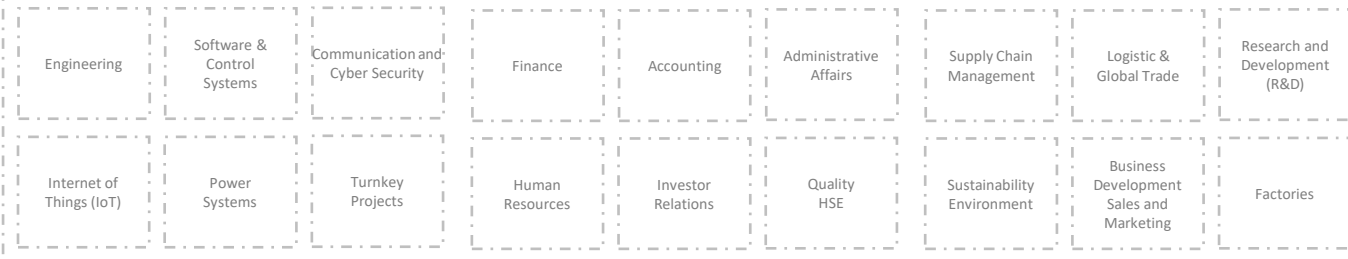 Engineering
Software &
Control
Systems
Communication and
Cyber Security
Finance
Accounting
Administrative
Affairs
Supply Chain
Management
Logistic &
Global Trade
Research and
Development
(R&D)
Internet of
Things (IoT)
Power
Systems
Turnkey
Projects
Human
Resources
Investor
Relations
Quality
HSE
Sustainability
Environment
Business
Development
Sales and
Marketing
Factories